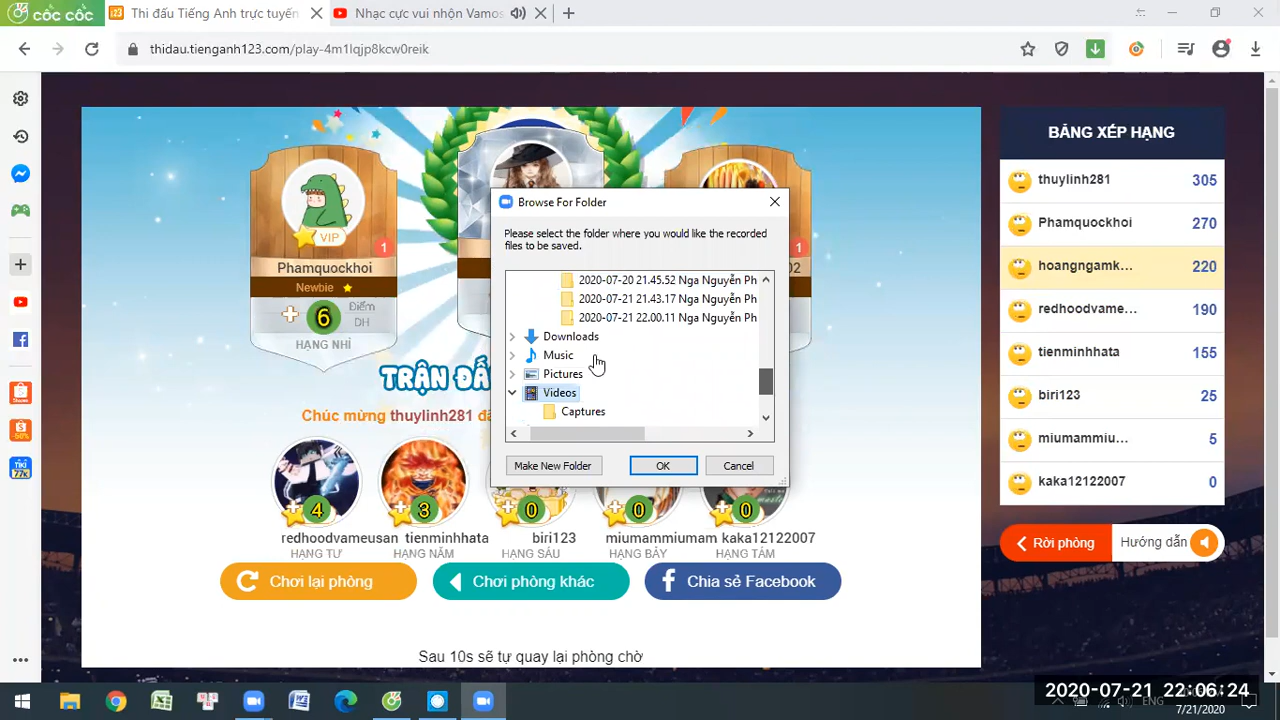 cốc cốc
Thi đấu Tiếng Anh trực tuyến
Nhạc cực vui nhộn Vamos
thidau.tienganh123.com/play-4m1lqjp8kcw0reik
BẢNG XẾP HẠNG
thuylinh281 305
Phamquockhoi 270
hoangngamk... 220
redhoodvame... 190
tienminhhata 155
biri123 25
miumammiu... 5
kaka12122007 0
Rời phòng
Hướng dẫn
VIP
1
Phamquockhoi
Newbie
6
Điểm ĐH
HẠNG NHÌ
1
02
TRẬN ĐẤ
Chúc mừng thuylinh281 đã
Browse For Folder
Please select the folder where you would like the recorded
files to be saved.
2020-07-20 21.45.52 Nga Nguyễn Ph
2020-07-21 21.43.17 Nga Nguyễn Ph
2020-07-21 22.00.11 Nga Nguyễn Ph
Downloads
Music
Pictures
Videos
Captures
Make New Folder
OK
Cancel
4 3 0 0 0
redhoodvameusan tienminhhata biri123 miumammiumam kaka12122007
HẠNG TƯ HẠNG NĂM HẠNG SÁU HẠNG BẢY HẠNG TÁM
Chơi lại phòng
Chơi phòng khác
Chia sẻ Facebook
Sau 10s sẽ tự quay lại phòng chờ
2020-07-21 22:06:24
ENG
7/21/2020